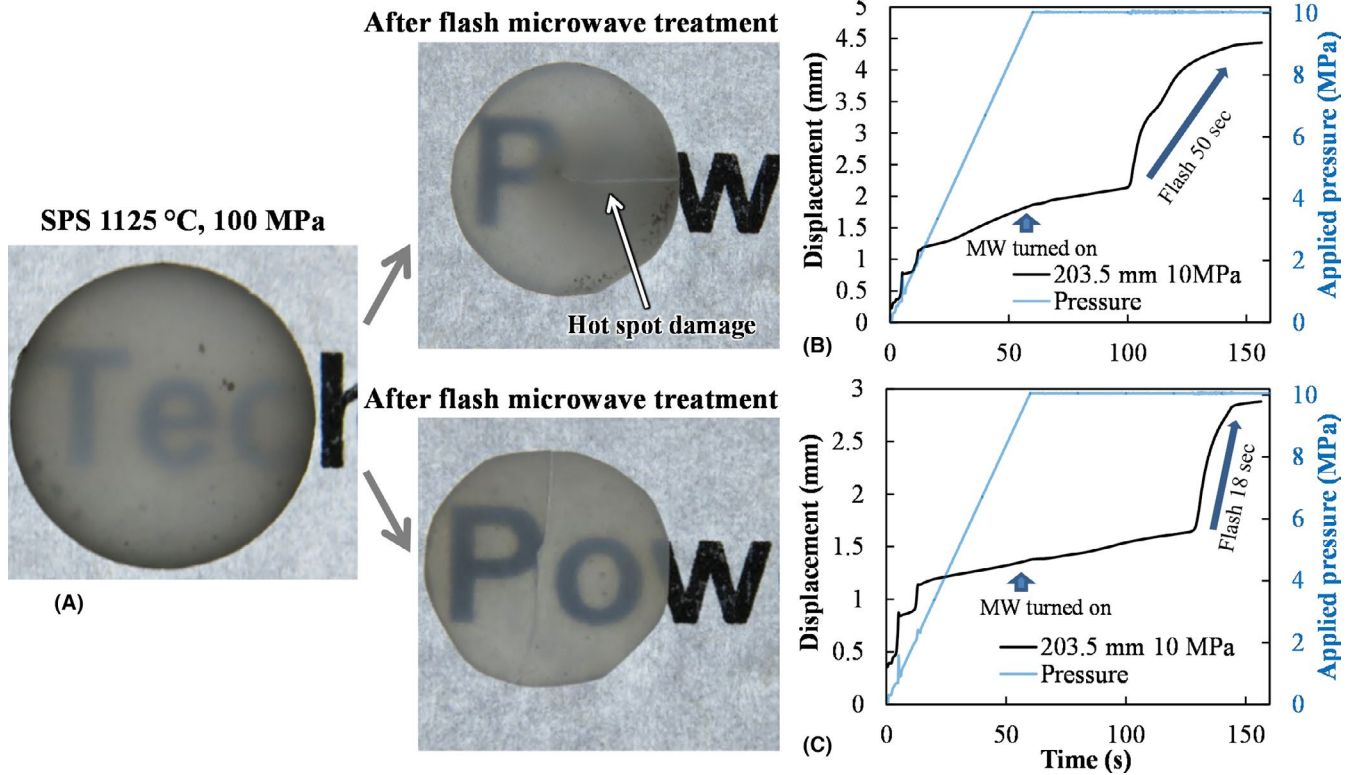 SPS 1125 °C, 100 MPa
Tech
(A)
After flash microwave treatment
P w
Hot spot damage
After flash microwave treatment
Pow
Displacement (mm)
5
4.5
4
3.5
3
2.5
2
1.5
1
0.5
0
Applied pressure (MPa)
10
8
6
4
2
0
Flash 50 sec
MW turned on
203.5 mm 10MPa
Pressure
0 50 100 150
(B)
Displacement (mm)
3
2.5
2
1.5
1
0.5
0
Applied pressure (MPa)
10
8
6
4
2
0
Flash 18 sec
MW turned on
203.5 mm 10 MPa
Pressure
0 50 100 150
Time (s)
(C)